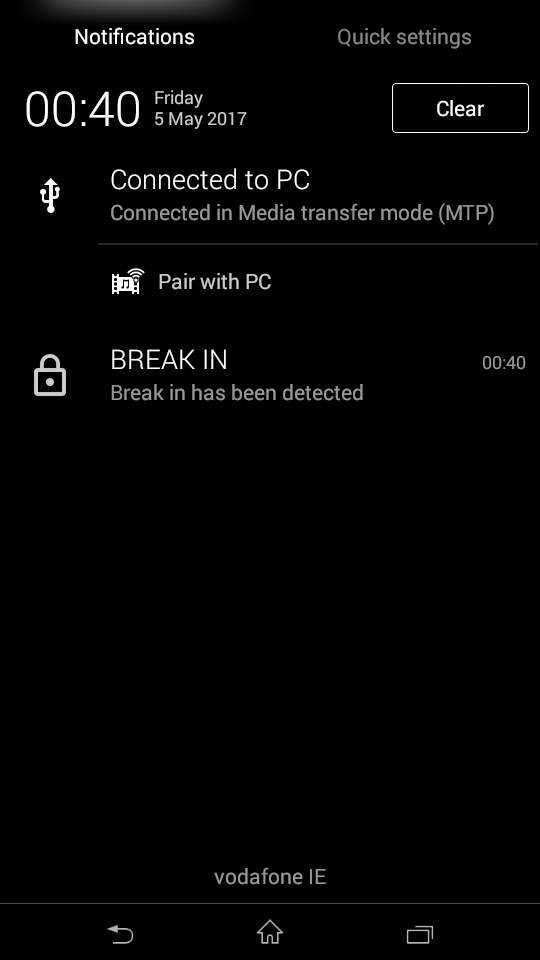 Notifications
Quick settings
00:40
Friday
5 May 2017
Clear
Connected to PC
Connected in Media transfer mode (MTP)
Pair with PC
BREAK IN
00:40
Break in has been detected
vodafone IE